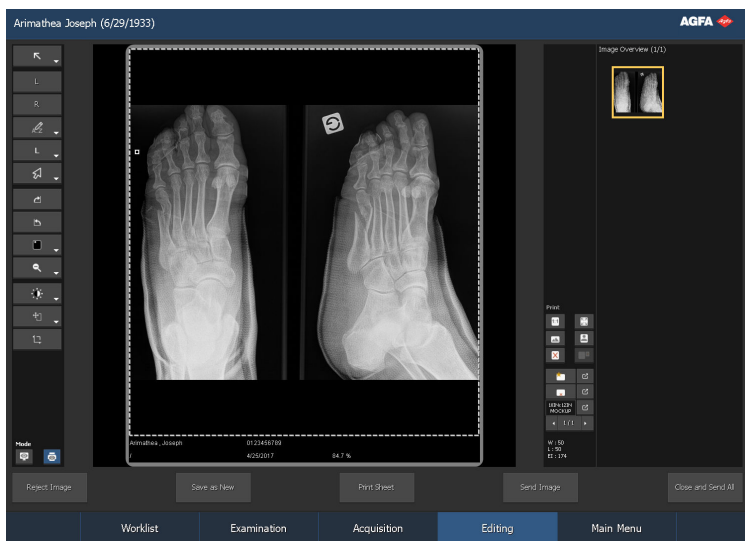 Arimathea Joseph (6/29/1933)
AGFA
Image Overview (1/1)
L
R
L
Print
1:1
10IN:12IN
MOCKUP
1/1
W : 50
L : 50
EI : 174
Mode
Arimathea , Joseph 0123456789
/ 4/25/2017 84.7 %
Reject Image Save as New Print Sheet Send Image Close and Send All
Worklist Examination Acquisition Editing Main Menu